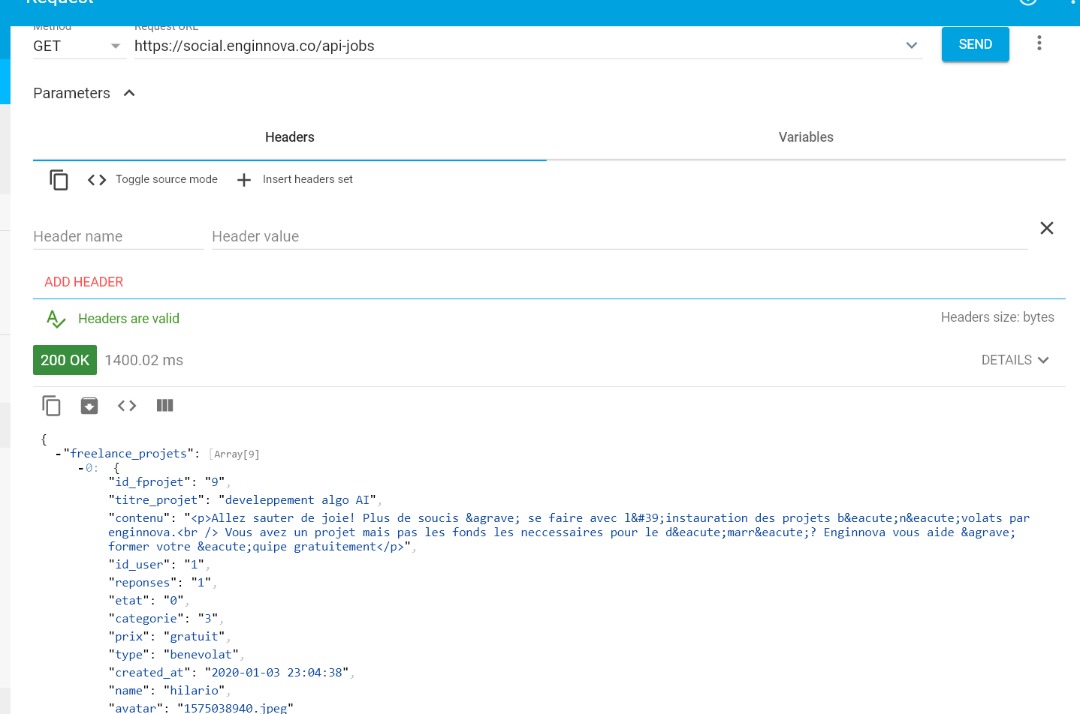 Request
Method
Request URL
GET
https://social.enginnova.co/api-jobs
SEND
Parameters
Headers
Variables
Toggle source mode
Insert headers set
Header name
Header value
ADD HEADER
Headers are valid
Headers size: bytes
200 OK
1400.02 ms
DETAILS
{
-"freelance_projets": [Array[9]
-0: {
"id_fprojet": "9",
"titre_projet": "developpement algo AI",
"contenu": "<p>Allez sauter de joie! Plus de soucis &agrave; se faire avec l&#39;instauration des projets b&eacute;n&eacute;volats par
enginnova.<br /> Vous avez un projet mais pas les fonds les neccessaires pour le d&eacute;marr&eacute;? Enginnova vous aide &agrave;
former votre &eacute;quipe gratuitement</p>",
"id_user": "1",
"reponses": "1",
"etat": "0",
"categorie": "3",
"prix": "gratuit",
"type": "benevolat",
"created_at": "2020-01-03 23:04:38",
"name": "hilario",
"avatar": "1575038940.jpeg"